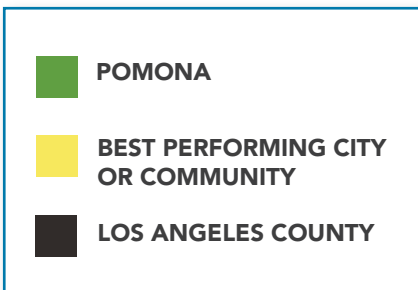 POMONA
BEST PERFORMING CITY
OR COMMUNITY
LOS ANGELES COUNTY